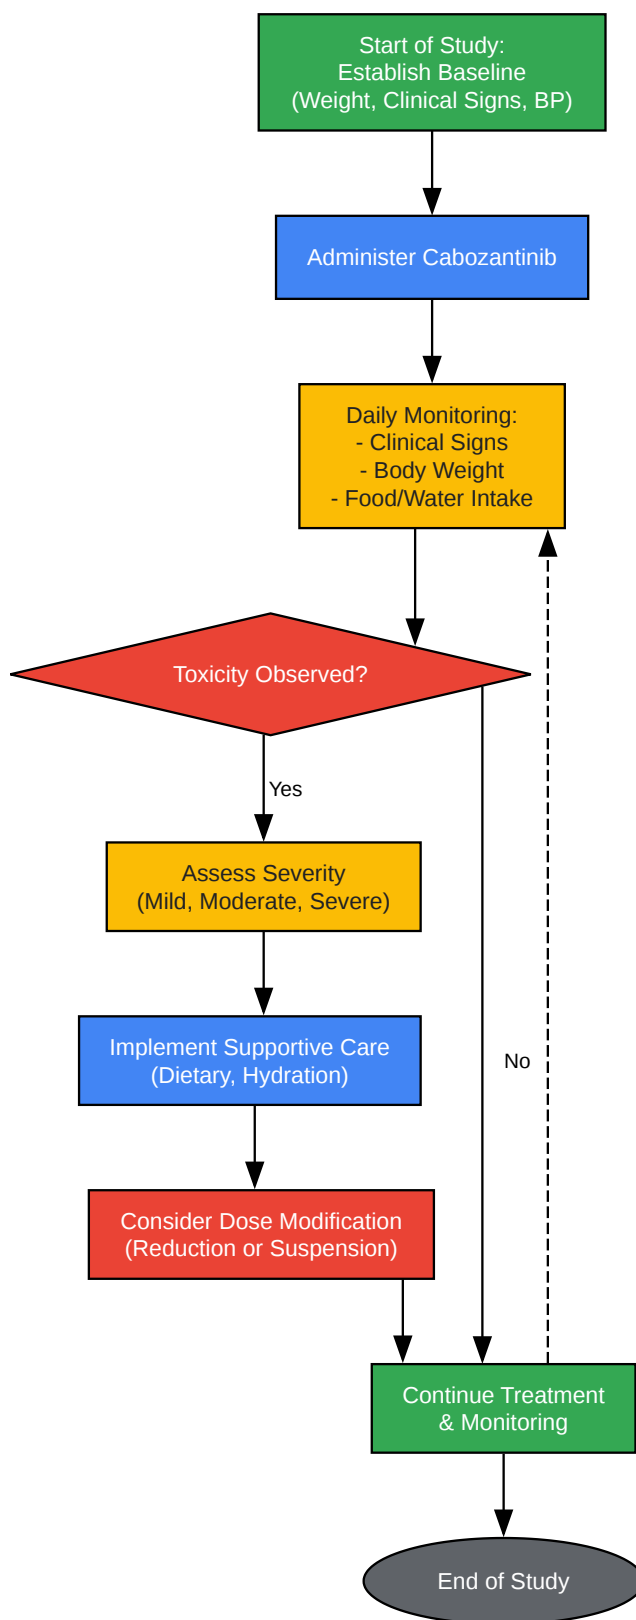 Start of Study:
Establish Baseline
(Weight, Clinical Signs, BP)
Administer Cabozantinib
Daily Monitoring:
- Clinical Signs
- Body Weight
- Food/Water Intake
Toxicity Observed?
Yes
Assess Severity
(Mild, Moderate, Severe)
Implement Supportive Care
(Dietary, Hydration)
No
Consider Dose Modification
(Reduction or Suspension)
Continue Treatment
& Monitoring
End of Study